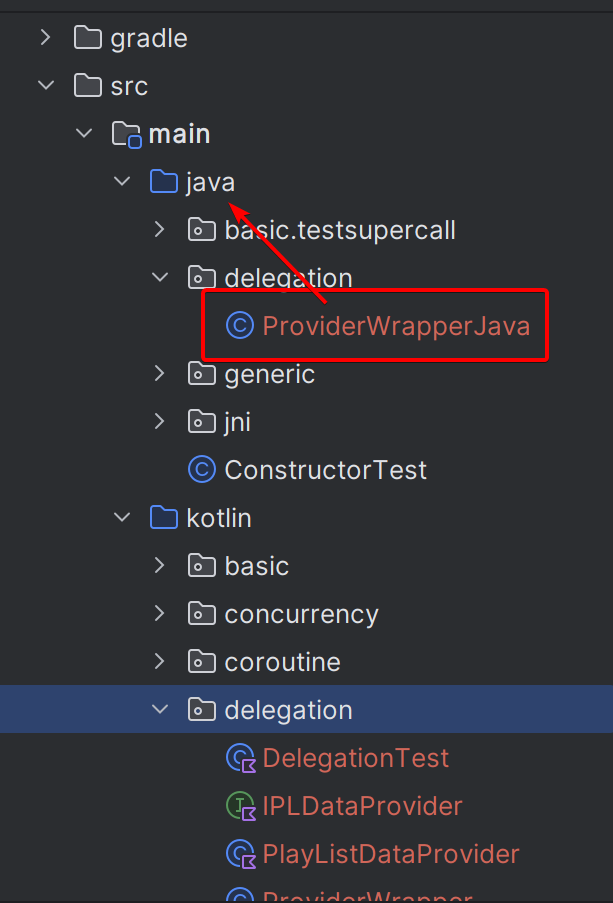 gradle
src
main
java
basic.testsupercall
delegation
C ProviderWrapperJava
generic
jni
C ConstructorTest
kotlin
basic
concurrency
coroutine
delegation
C DelegationTest
I IPLDataProvider
C PlayListDataProvider
C ProviderWrapper